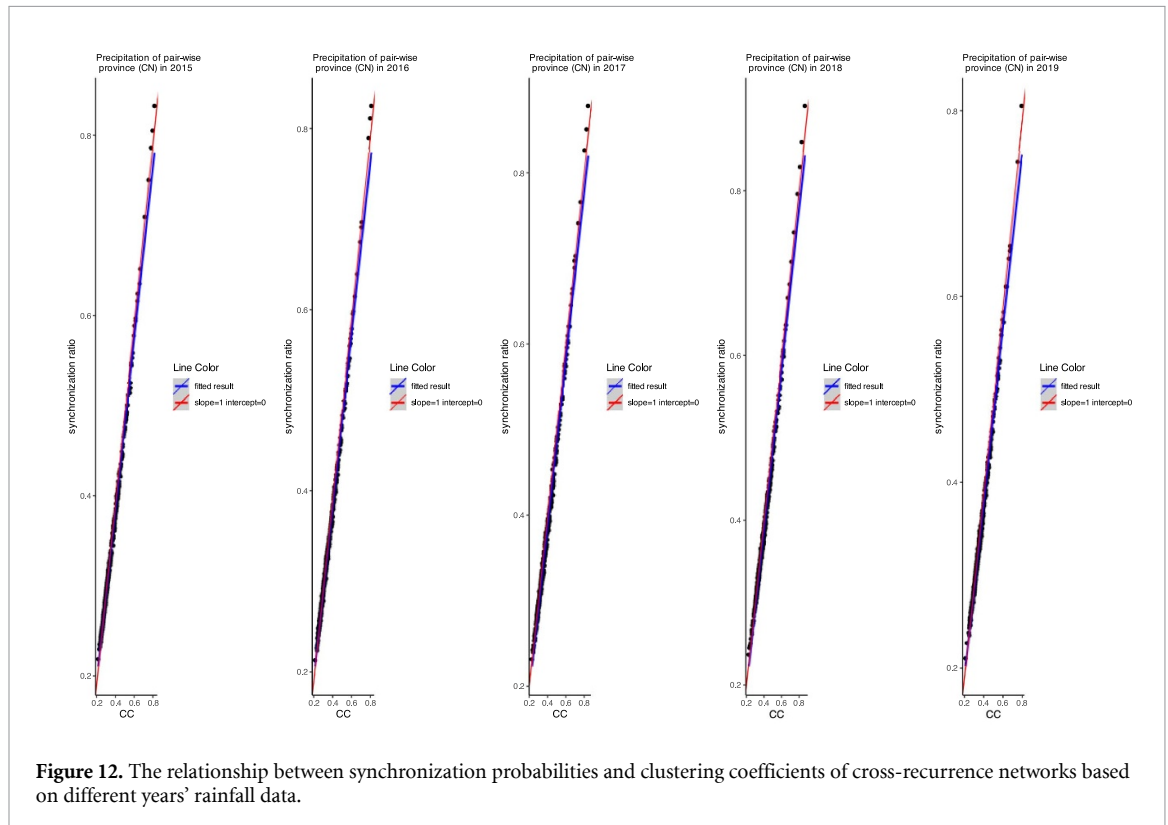 Precipitation of pair-wise
province (CN) in 2015
0.8
0.6
0.4
0.2
synchronization ratio
0.2 0.4 0.6 0.8
CC
Line Color
fitted result
slope=1 intercept=0
Precipitation of pair-wise
province (CN) in 2016
0.8
0.6
0.4
0.2
synchronization ratio
0.2 0.4 0.6 0.8
CC
Line Color
fitted result
slope=1 intercept=0
Precipitation of pair-wise
province (CN) in 2017
0.8
0.6
0.4
0.2
synchronization ratio
0.2 0.4 0.6 0.8
CC
Line Color
fitted result
slope=1 intercept=0
Precipitation of pair-wise
province (CN) in 2018
0.8
0.6
0.4
0.2
synchronization ratio
0.2 0.4 0.6 0.8
CC
Line Color
fitted result
slope=1 intercept=0
Precipitation of pair-wise
province (CN) in 2019
0.8
0.6
0.4
0.2
synchronization ratio
0.2 0.4 0.6 0.8
CC
Line Color
fitted result
slope=1 intercept=0
Figure 12. The relationship between synchronization probabilities and clustering coefficients of cross-recurrence networks based
on different years’ rainfall data.